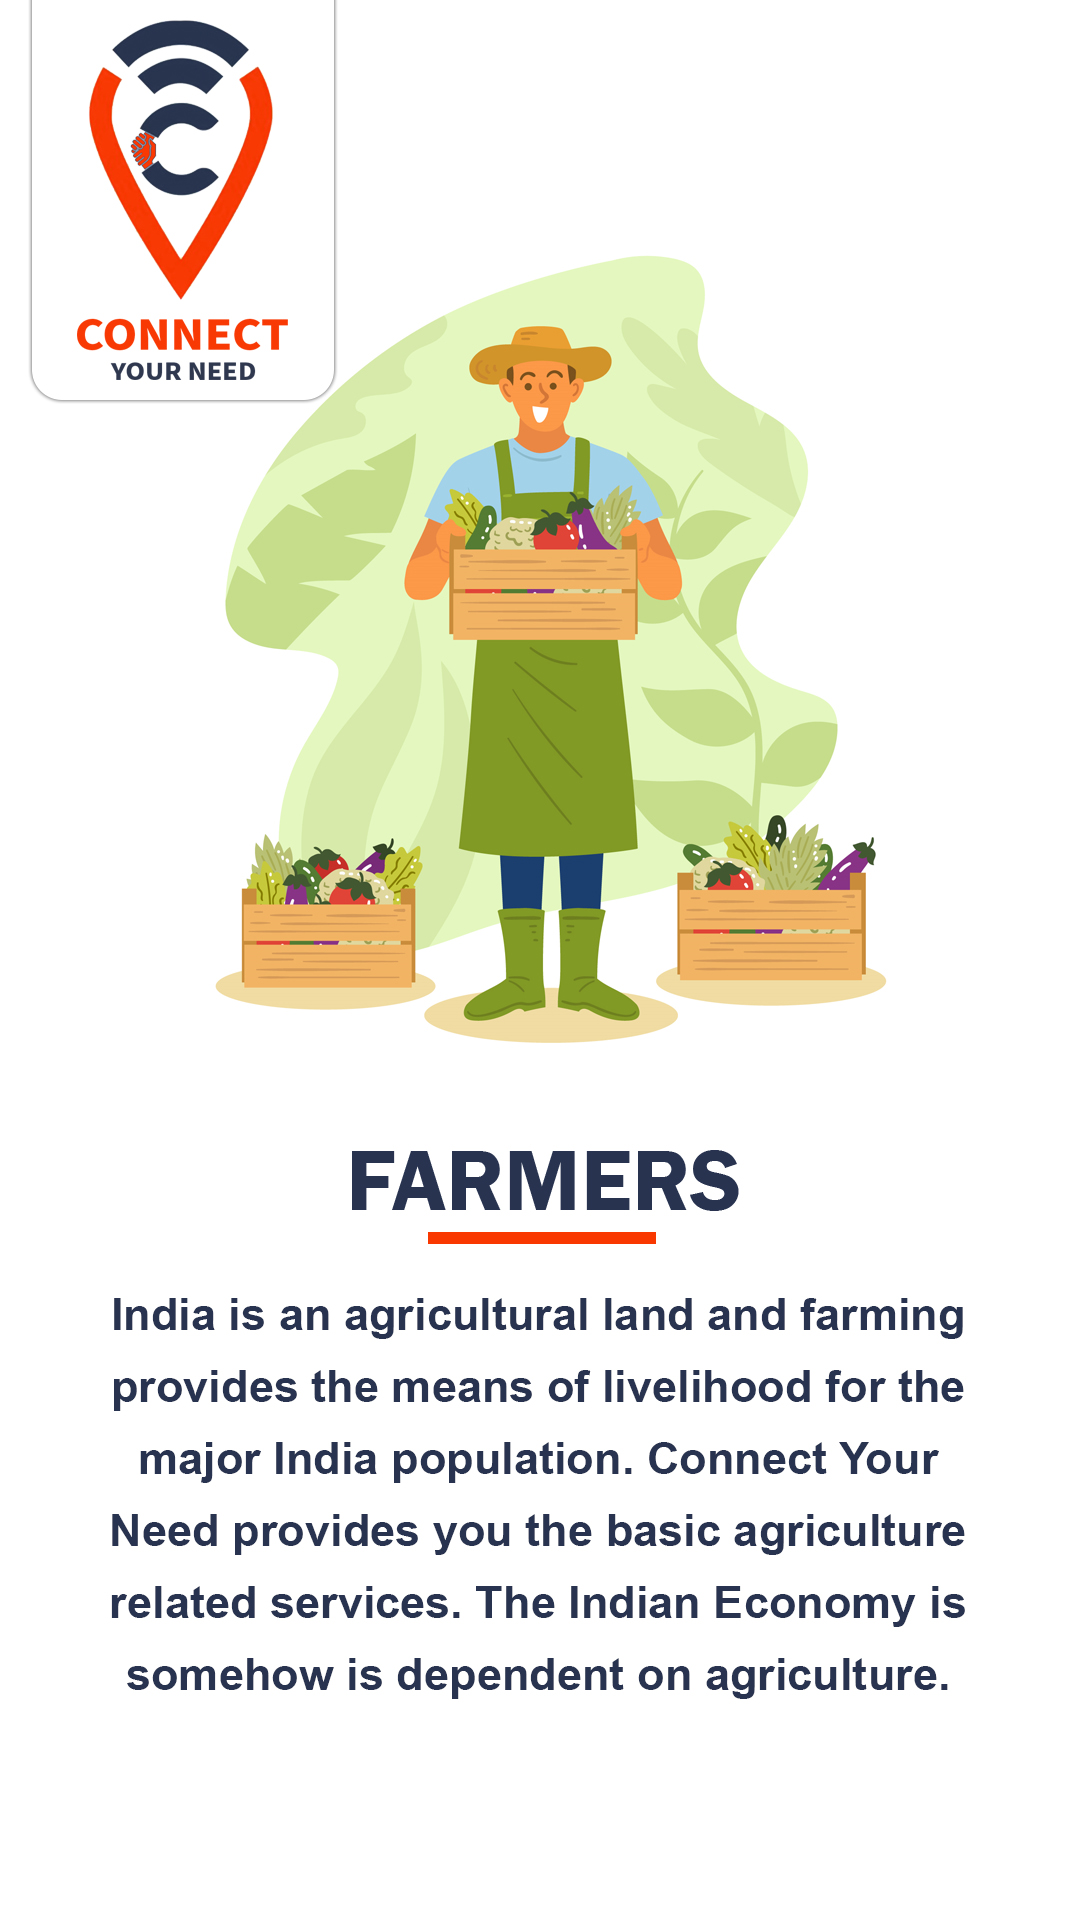 CONNECT
YOUR NEED
FARMERS
India is an agricultural land and farming
provides the means of livelihood for the
major India population. Connect Your
Need provides you the basic agriculture
related services. The Indian Economy is
somehow is dependent on agriculture.